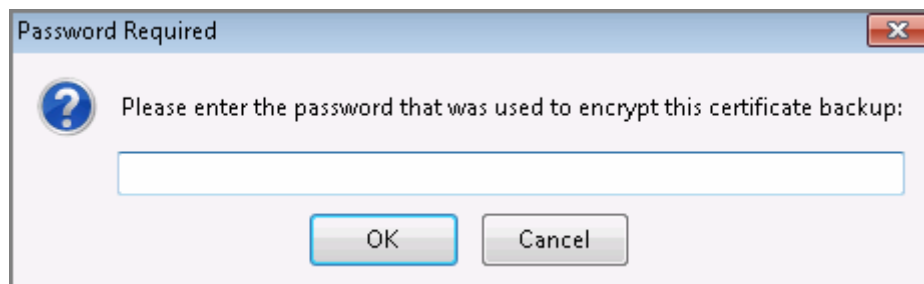 Password Required
Please enter the password that was used to encrypt this certificate backup:
OK
Cancel